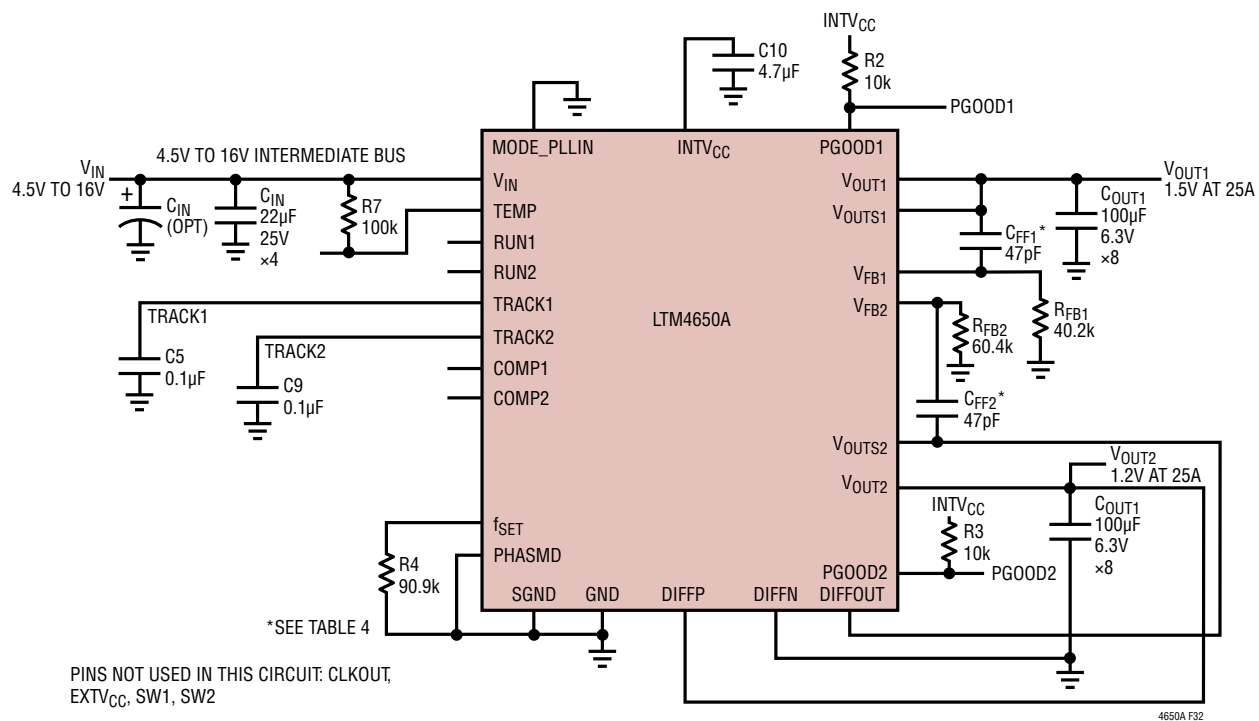 INTVCC
C10
4.7µF
R2
10k
PGOOD1
MODE_PLLIN
INTVCC
PGOOD1
VIN
4.5V TO 16V
4.5V TO 16V INTERMEDIATE BUS
+
CIN
(OPT)
CIN
22µF
25V
×4
R7
100k
VIN
TEMP
RUN1
RUN2
TRACK1
TRACK2
COMP1
COMP2
fSET
PHASMD
SGND
GND
DIFFP
DIFFN
DIFFOUT
LTM4650A
VOUT1
VOUTS1
VFB1
VFB2
VOUTS2
VOUT2
PGOOD2
VOUT1
1.5V AT 25A
COUT1
100µF
6.3V
×8
CFF1*
47pF
RFB1
40.2k
RFB2
60.4k
CFF2*
47pF
VOUT2
1.2V AT 25A
COUT1
100µF
6.3V
×8
INTVCC
R3
10k
PGOOD2
TRACK1
C5
0.1µF
TRACK2
C9
0.1µF
R4
90.9k
*SEE TABLE 4
PINS NOT USED IN THIS CIRCUIT: CLKOUT,
EXTVCC, SW1, SW2
4650A F32